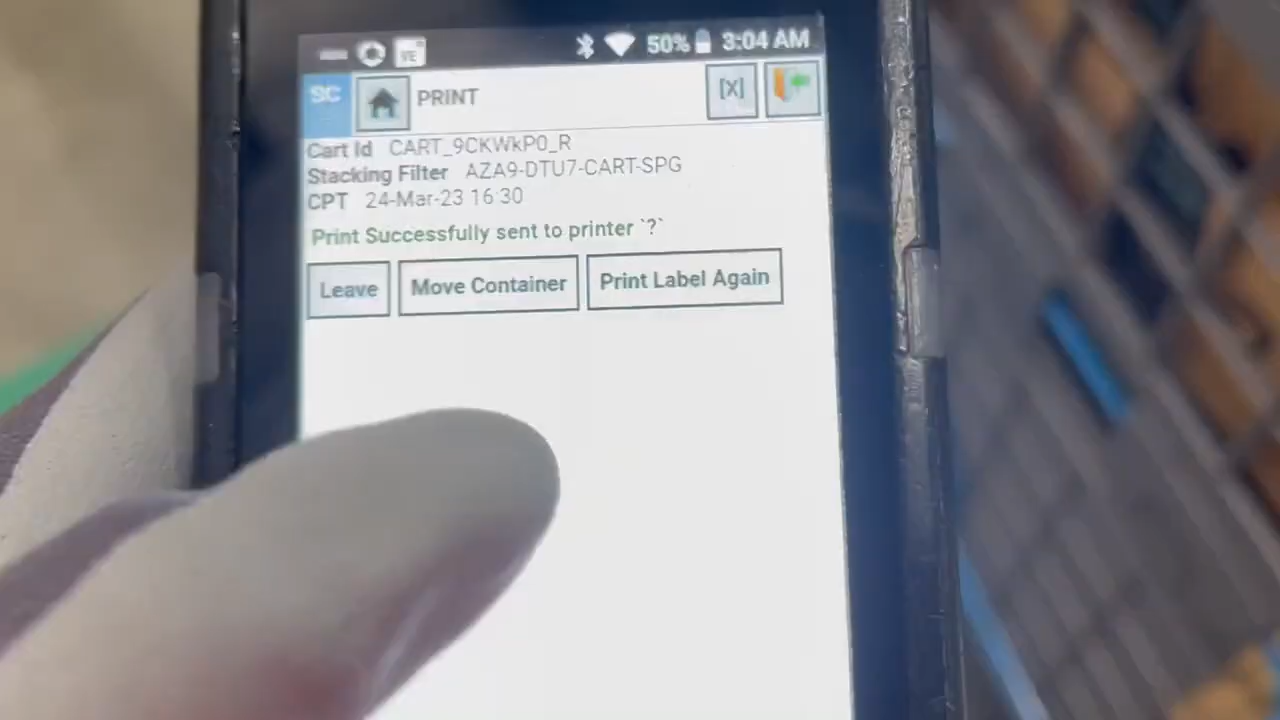 VE
50% 3:04 AM
SC PRINT [X]
Cart Id CART_9CKWkP0_R
Stacking Filter AZA9-DTU7-CART-SPG
CPT 24-Mar-23 16:30
Print Successfully sent to printer `?`
Leave Move Container Print Label Again